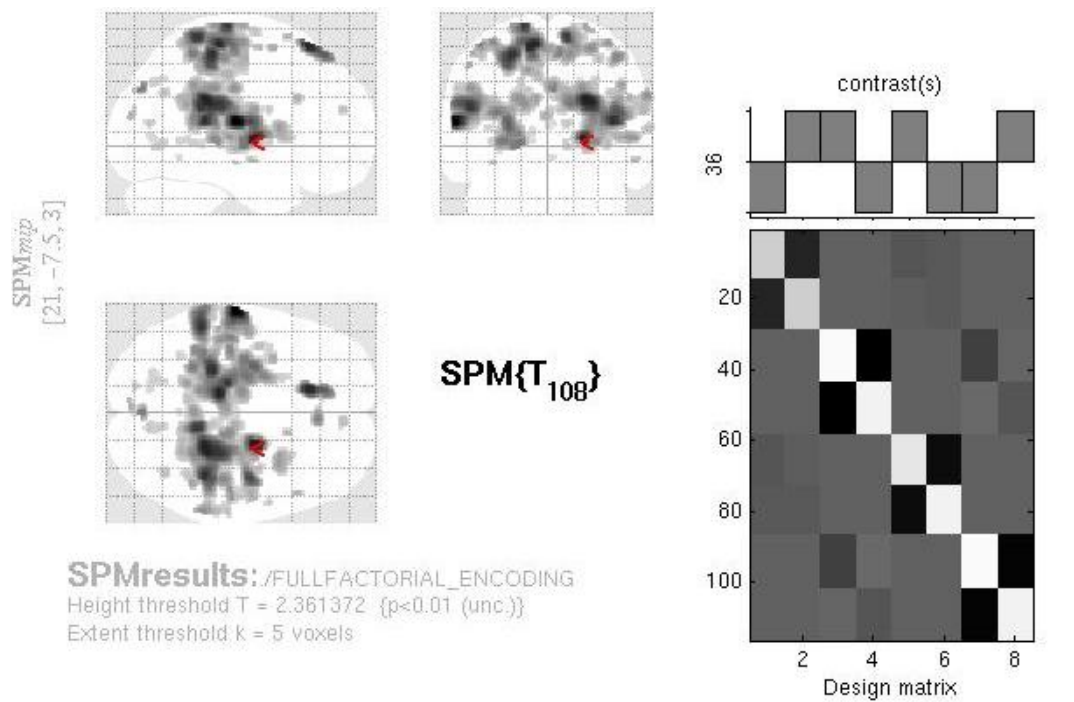 SPMmip
[21, -7.5, 3]
SPM{T108}
SPMresults: ./FULLFACTORIAL_ENCODING
Height threshold T = 2.361372 {p<0.01 (unc.)}
Extent threshold k = 5 voxels
contrast(s)
36
20
40
60
80
100
2 4 6 8
Design matrix